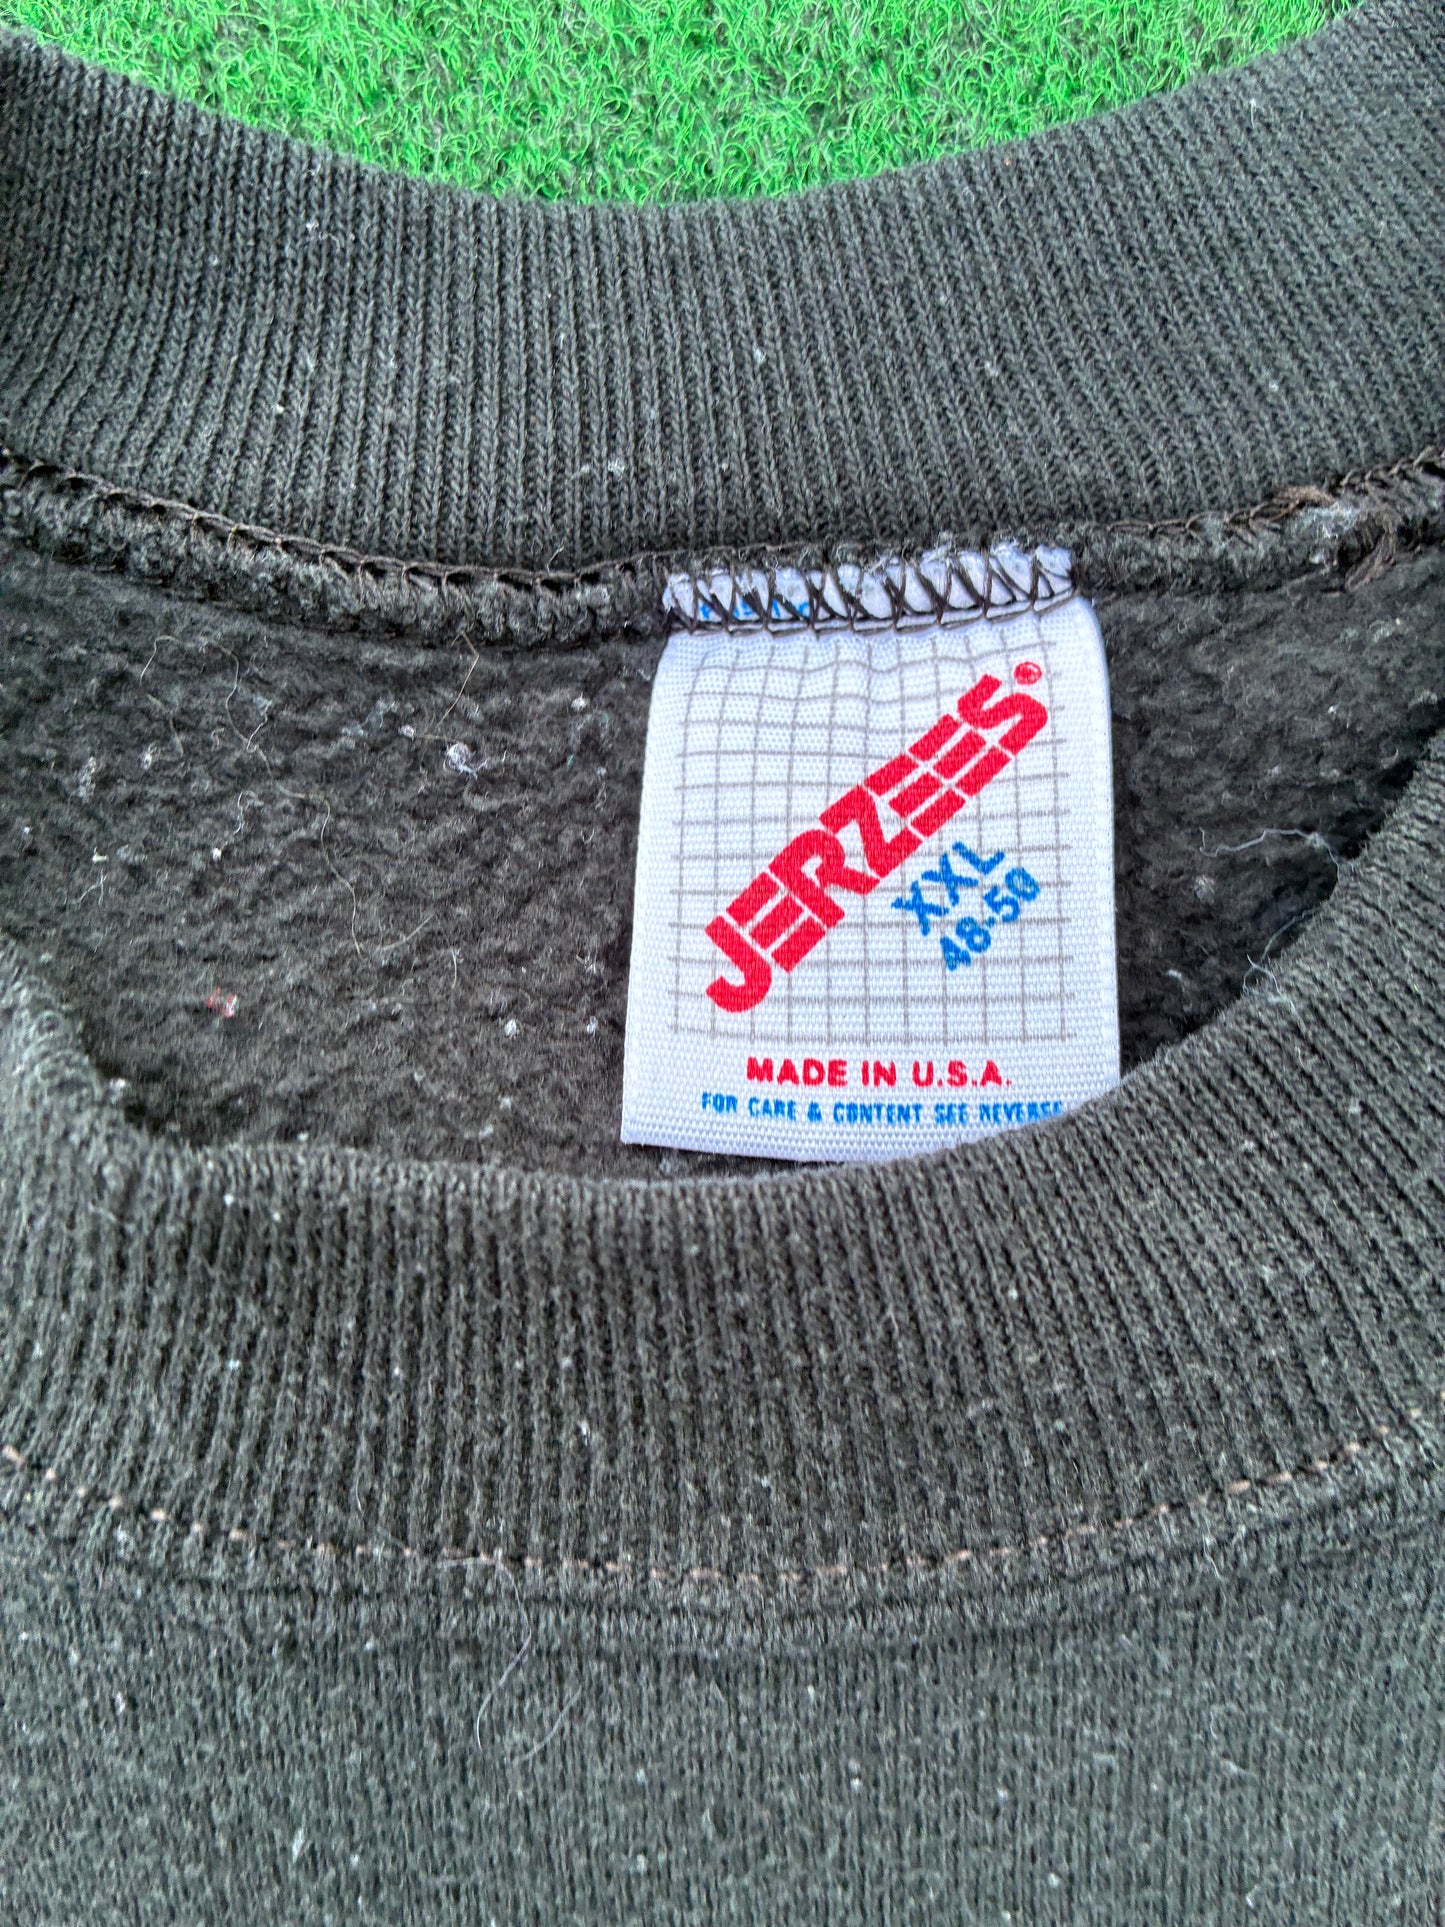 JERZEES®
XXL
48-50
MADE IN U.S.A.
FOR CARE & CONTENT SEE REVERSE